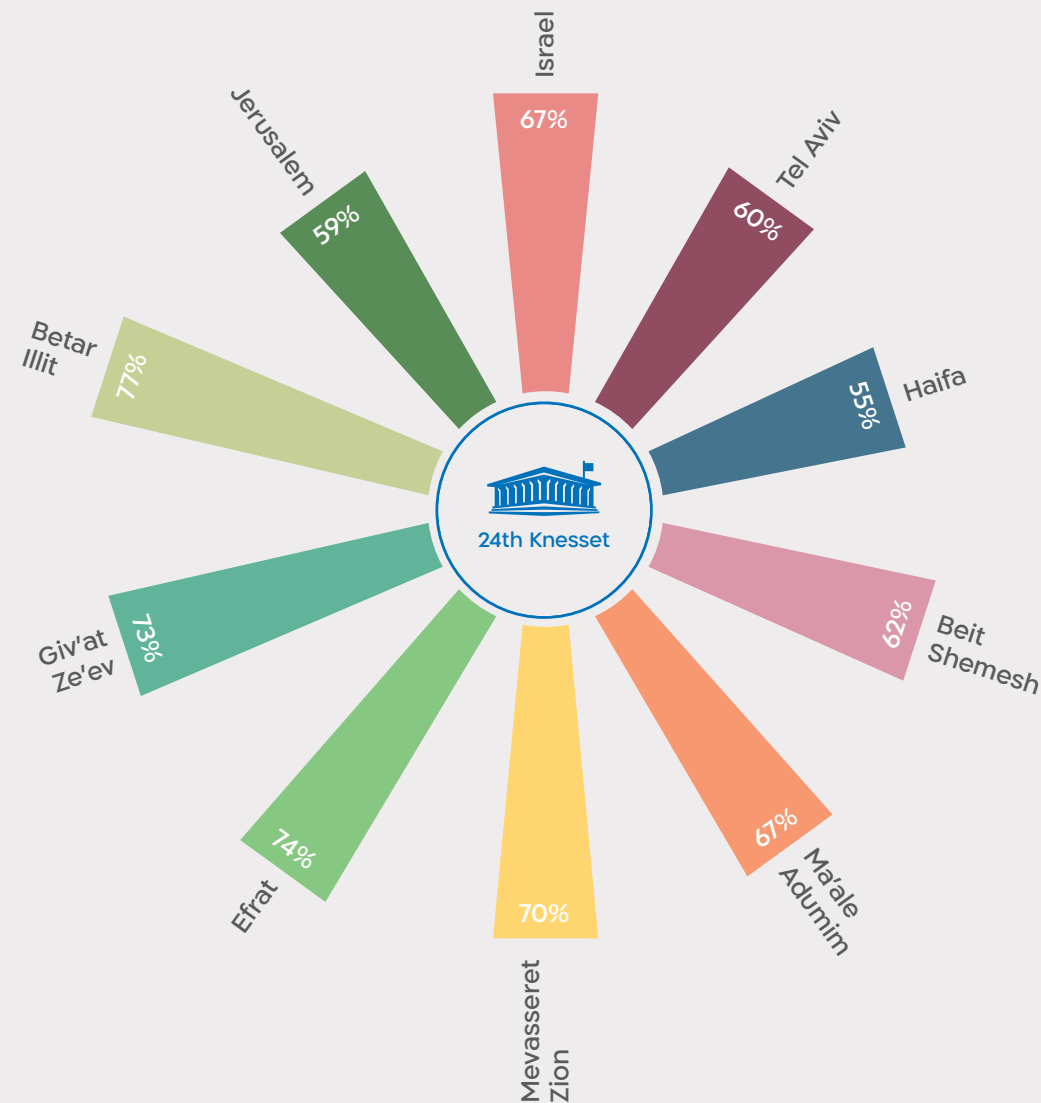 Israel
67%
Tel Aviv
60%
Haifa
55%
Beit
Shemesh
62%
Ma'ale
Adumim
67%
Mevasseret
Zion
70%
Efrat
74%
Giv'at
Ze'ev
73%
Betar
Illit
77%
Jerusalem
59%
24th Knesset